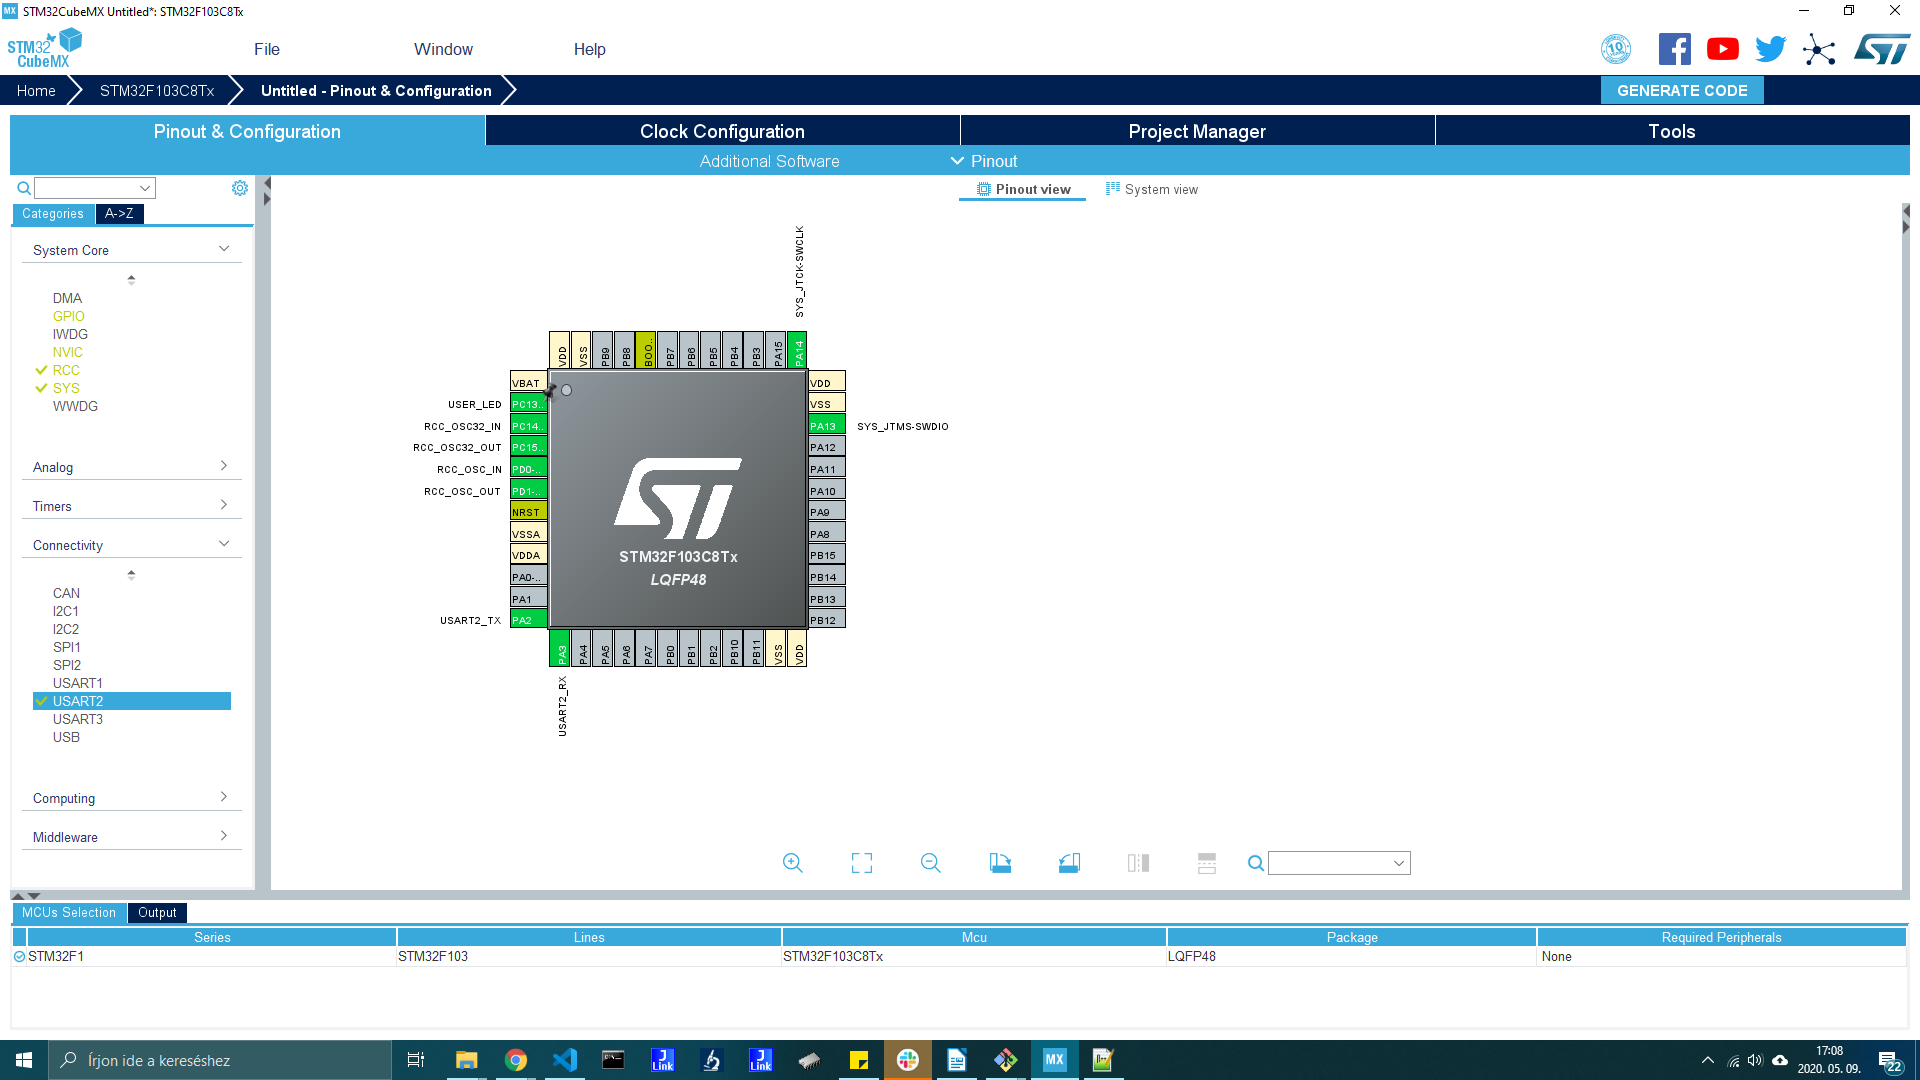 MX STM32CubeMX Untitled*: STM32F103C8Tx
STM32
CubeMX
File Window Help
10
ST
Home STM32F103C8Tx Untitled - Pinout & Configuration GENERATE CODE
Pinout & Configuration Clock Configuration Project Manager Tools
Additional Software Pinout
Pinout view System view
Categories A->Z
System Core
DMA
GPIO
IWDG
NVIC
RCC
SYS
WWDG
Analog
Timers
Connectivity
CAN
I2C1
I2C2
SPI1
SPI2
USART1
USART2
USART3
USB
Computing
Middleware
SYS_JTCK-SWCLK
VDD VSS PB9 PB8 BOO.. PB7 PB6 PB5 PB4 PB3 PA15 PA14
VBAT
USER_LED PC13..
RCC_OSC32_IN PC14..
RCC_OSC32_OUT PC15..
RCC_OSC_IN PD0-..
RCC_OSC_OUT PD1-..
NRST
VSSA
VDDA
PA0-..
PA1
USART2_TX PA2
ST
STM32F103C8Tx
LQFP48
VDD
VSS
PA13 SYS_JTMS-SWDIO
PA12
PA11
PA10
PA9
PA8
PB15
PB14
PB13
PB12
PA3 PA4 PA5 PA6 PA7 PB0 PB1 PB2 PB10 PB11 VSS VDD
USART2_RX
MCUs Selection Output
Series Lines Mcu Package Required Peripherals
STM32F1 STM32F103 STM32F103C8Tx LQFP48 None
Írjon ide a kereséshez
J Link
J Link
MX
17:08
2020. 05. 09.
22